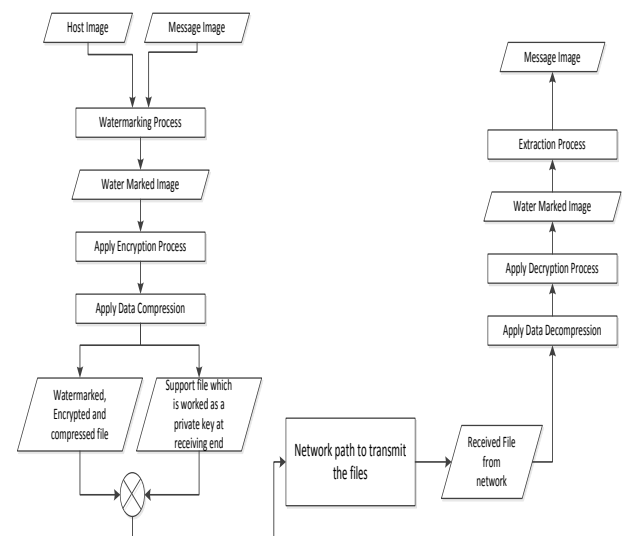 Host Image
Message Image
Watermarking Process
Water Marked Image
Apply Encryption Process
Apply Data Compression
Watermarked,
Encrypted and
compressed file
Support file which
is worked as a
private key at
receiving end
Network path to transmit
the files
Received File
from
network
Apply Data Decompression
Apply Decryption Process
Water Marked Image
Extraction Process
Message Image